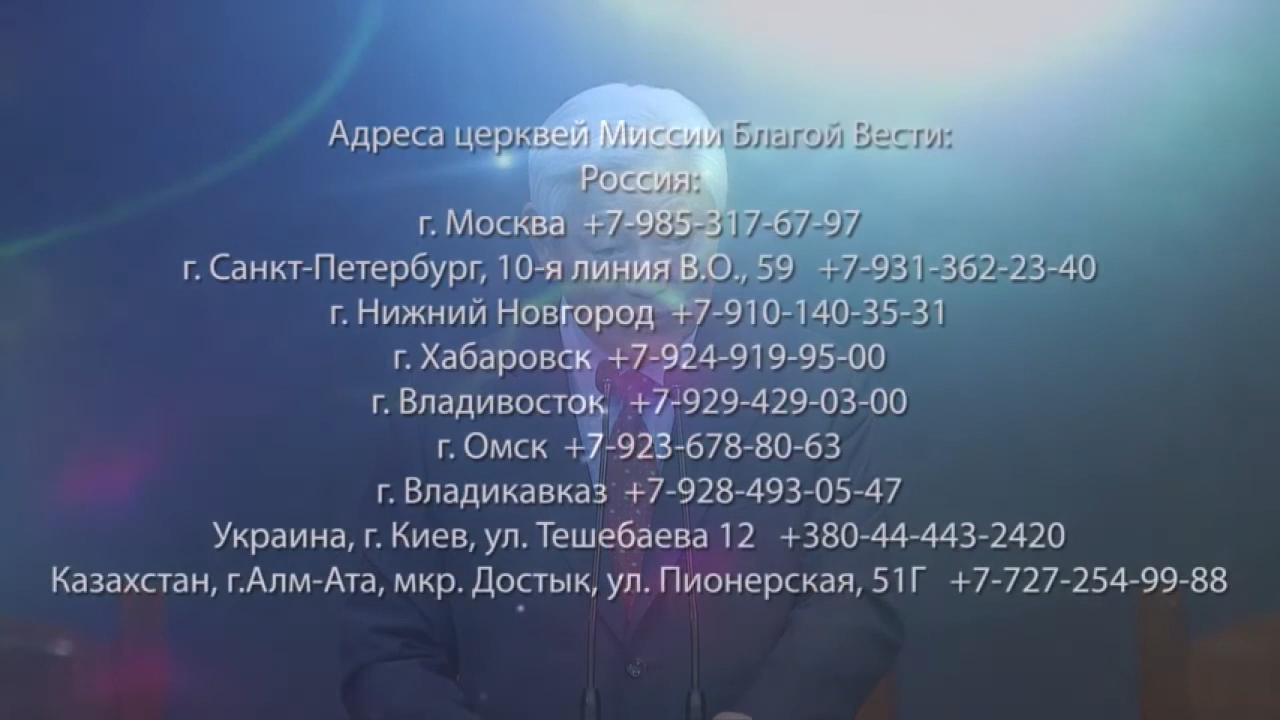 Адреса церквей Миссии Благой Вести:
Россия:
г. Москва +7-985-317-67-97
г. Санкт-Петербург, 10-я линия В.О., 59 +7-931-362-23-40
г. Нижний Новгород +7-910-140-35-31
г. Хабаровск +7-924-919-95-00
г. Владивосток +7-929-429-03-00
г. Омск +7-923-678-80-63
г. Владикавказ +7-928-493-05-47
Украина, г. Киев, ул. Тешебаева 12 +380-44-443-2420
Казахстан, г.Алм-Ата, мкр. Достык, ул. Пионерская, 51Г +7-727-254-99-88